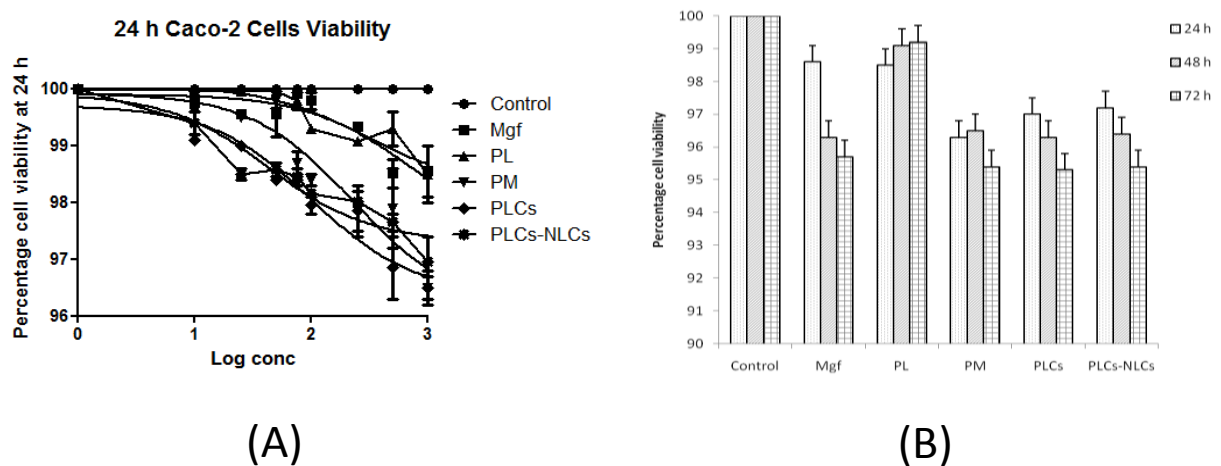 24 h Caco-2 Cells Viability
Percentage cell viability at 24 h
100
99
98
97
96
0 1 2 3
Log conc
Control
Mgf
PL
PM
PLCs
PLCs-NLCs
(A)
Percentage cell viability
100
99
98
97
96
95
94
93
92
91
90
Control Mgf PL PM PLCs PLCs-NLCs
24 h
48 h
72 h
(B)